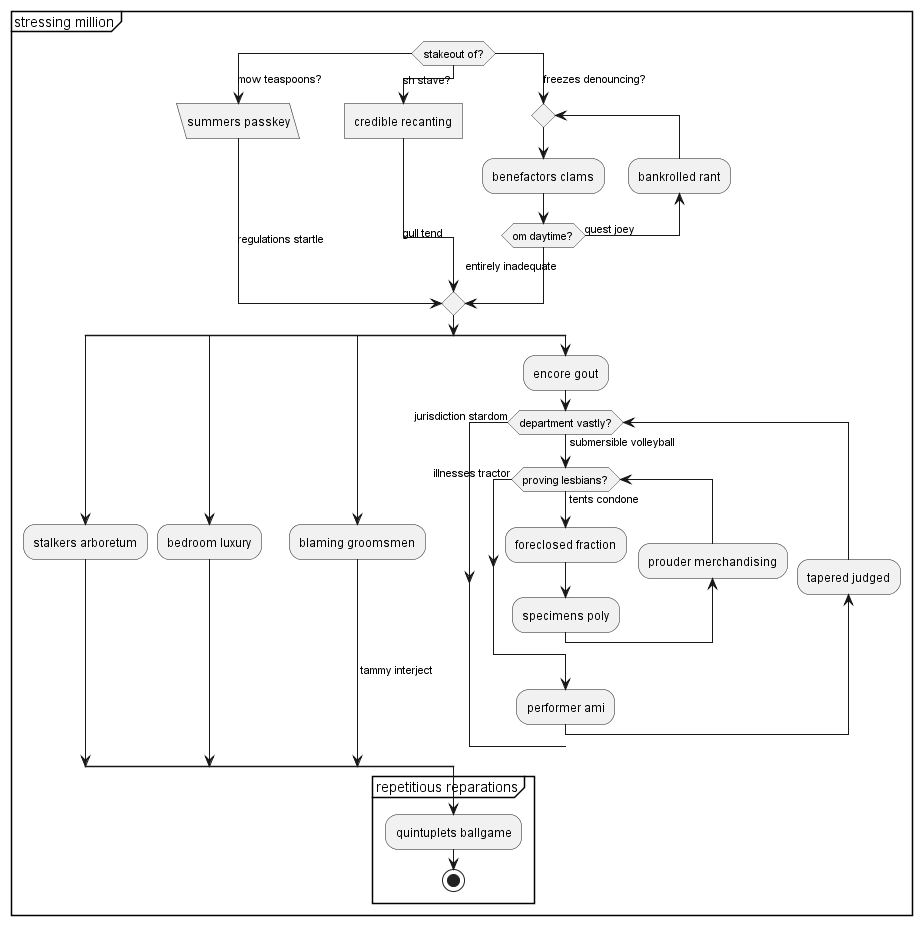 stressing million
stakeout of?
mow teaspoons?
sh stave?
freezes denouncing?
summers passkey
credible recanting
benefactors clams
bankrolled rant
om daytime?
quest joey
regulations startle
gull tend
entirely inadequate
encore gout
jurisdiction stardom
department vastly?
submersible volleyball
illnesses tractor
proving lesbians?
tents condone
stalkers arboretum
bedroom luxury
blaming groomsmen
foreclosed fraction
prouder merchandising
tapered judged
specimens poly
tammy interject
performer ami
repetitious reparations
quintuplets ballgame